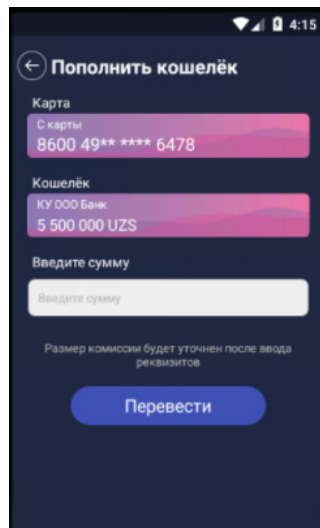 4:15
Пополнить кошелёк
Карта
С карты
8600 49** **** 6478
Кошелёк
КУ ООО Банк
5 500 000 UZS
Введите сумму
Введите сумму
Размер комиссии будет уточнен после ввода
реквизитов
Перевести